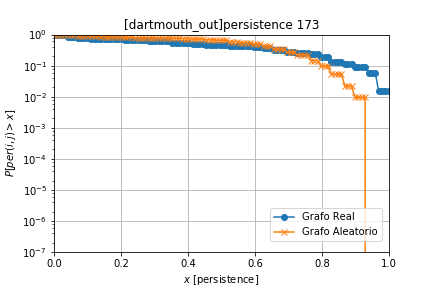 [dartmouth_out]persistence 173
P[per(i, j) > x]
10^0
10^-1
10^-2
10^-3
10^-4
10^-5
10^-6
10^-7
Grafo Real
Grafo Aleatorio
0.0 0.2 0.4 0.6 0.8 1.0
x [persistence]